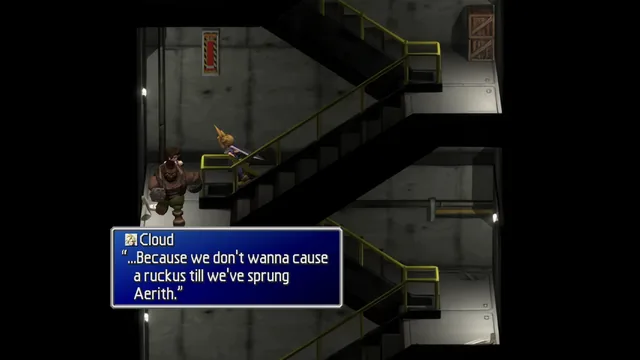 Cloud
“...Because we don't wanna cause
a ruckus till we've sprung
Aerith.”